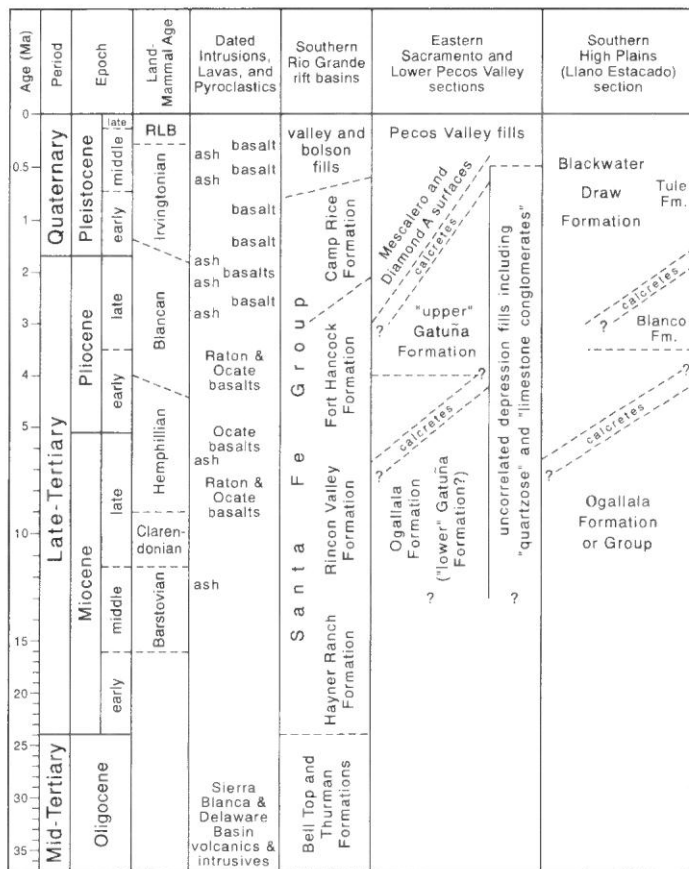 Age (Ma)
Period
Epoch
Land-
Mammal Age
Dated
Intrusions,
Lavas, and
Pyroclastics
Southern
Rio Grande
rift basins
Eastern
Sacramento and
Lower Pecos Valley
sections
Southern
High Plains
(Llano Estacado)
section
0
0.5
1
2
3
4
5
10
15
20
25
30
35
Quaternary
Late-Tertiary
Mid-Tertiary
Pleistocene
Pliocene
Miocene
Oligocene
late
middle
early
late
early
late
middle
early
RLB
Irvingtonian
Blancan
Hemphillian
Claren-
donian
Barstovian
basalt
ash
basalt
ash
basalt
basalt
ash
basalts
ash
basalt
ash
Raton &
Ocate
basalts
Ocate
basalts
ash
Raton &
Ocate
basalts
ash
Sierra
Blanca &
Delaware
Basin
volcanics &
intrusives
valley and
bolson
fills
Santa Fe Group
Camp Rice
Formation
Fort Hancock
Formation
Rincon Valley
Formation
Hayner Ranch
Formation
Bell Top and
Thurman
Formations
Pecos Valley fills
Mescalero and
Diamond A surfaces
calcretes
?
"upper"
Gatuña
Formation
?
calcretes
?
Ogallala
Formation
("lower" Gatuña
Formation?)
?
uncorrelated depression fills including
"quartzose" and "limestone conglomerates"
?
Blackwater
Draw
Formation
Tule
Fm.
?
calcretes
?
Blanco
Fm.
?
calcretes
?
Ogallala
Formation
or Group